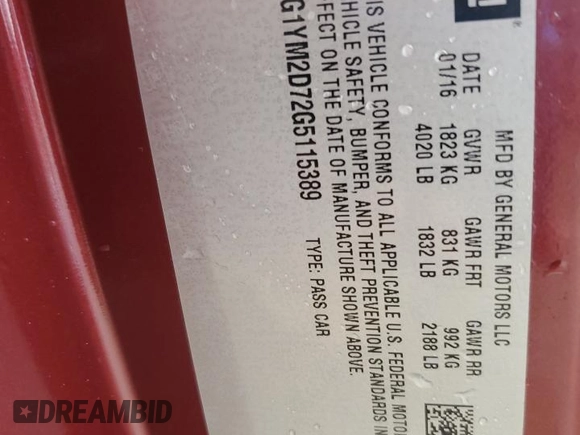 MFD BY GENERAL MOTORS LLC
DATE GVWR GAWR FRT GAWR RR
01/16 1823 KG 831 KG 992 KG
4020 LB 1832 LB 2188 LB
IS VEHICLE CONFORMS TO ALL APPLICABLE U.S. FEDERAL MOTO
VEHICLE SAFETY, BUMPER, AND THEFT PREVENTION STANDARDS IN
FFECT ON THE DATE OF MANUFACTURE SHOWN ABOVE.
G1YM2D72G5115389 TYPE: PASS CAR
DREAMBID